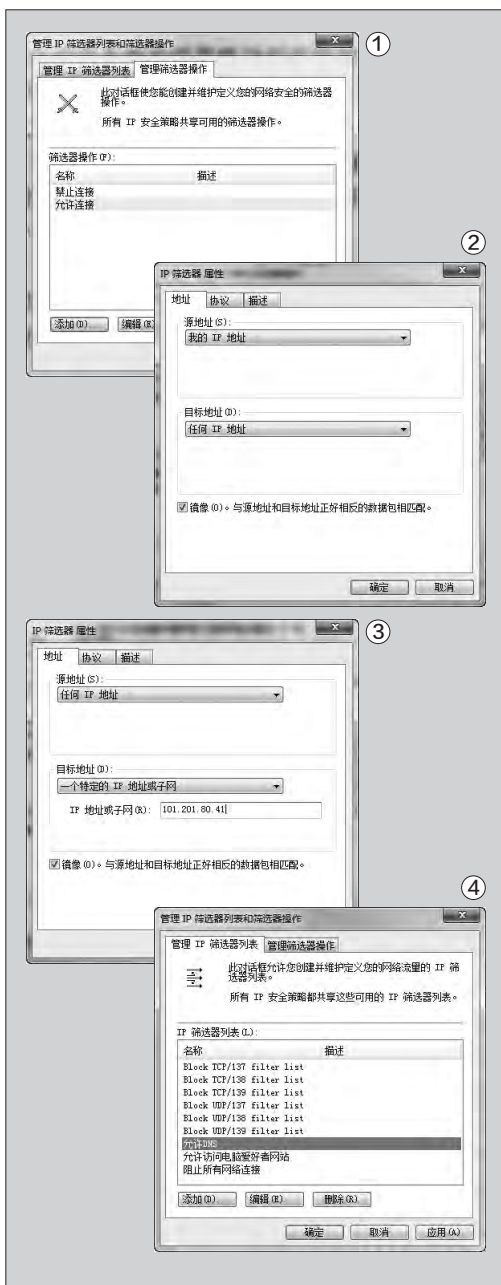 管理 IP 筛选器列表和筛选器操作
①
管理 IP 筛选器列表
管理筛选器操作
此对话框使您能创建并维护定义您的网络安全的筛选器
操作。
所有 IP 安全策略共享可用的筛选器操作。
筛选器操作(F):
名称 描述
禁止连接
允许连接
添加(D)... 编辑(E)
②
IP 筛选器 属性
地址 协议 描述
源地址(S):
我的 IP 地址
目标地址(D):
任何 IP 地址
镜像(O)。与源地址和目标地址正好相反的数据包相匹配。
确定 取消
③
IP 筛选器 属性
地址 协议 描述
源地址(S):
任何 IP 地址
目标地址(D):
一个特定的 IP 地址或子网
IP 地址或子网(R): 101.201.80.41
镜像(O)。与源地址和目标地址正好相反的数据包相匹配。
④
管理 IP 筛选器列表和筛选器操作
管理 IP 筛选器列表 管理筛选器操作
此对话框允许您创建并维护定义您的网络流量的 IP 筛
选器列表。
所有 IP 安全策略都共享这些可用的 IP 筛选器列表。
IP 筛选器列表(L):
名称 描述
Block TCP/137 filter list
Block TCP/138 filter list
Block TCP/139 filter list
Block UDP/137 filter list
Block UDP/138 filter list
Block UDP/139 filter list
允许DNS
允许访问电脑爱好者网站
阻止所有网络连接
添加(D)... 编辑(E)... 删除(R)
确定 取消 应用(A)